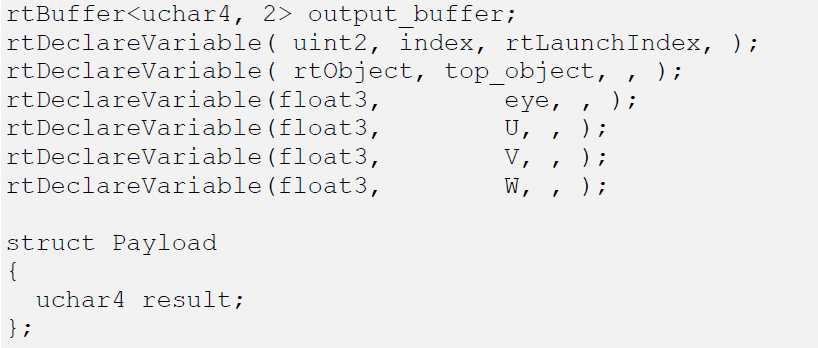 rtBuffer<uchar4, 2> output_buffer;
rtDeclareVariable( uint2, index, rtLaunchIndex, );
rtDeclareVariable( rtObject, top_object, , );
rtDeclareVariable(float3,        eye, , );
rtDeclareVariable(float3,        U, , );
rtDeclareVariable(float3,        V, , );
rtDeclareVariable(float3,        W, , );

struct Payload
{
  uchar4 result;
};